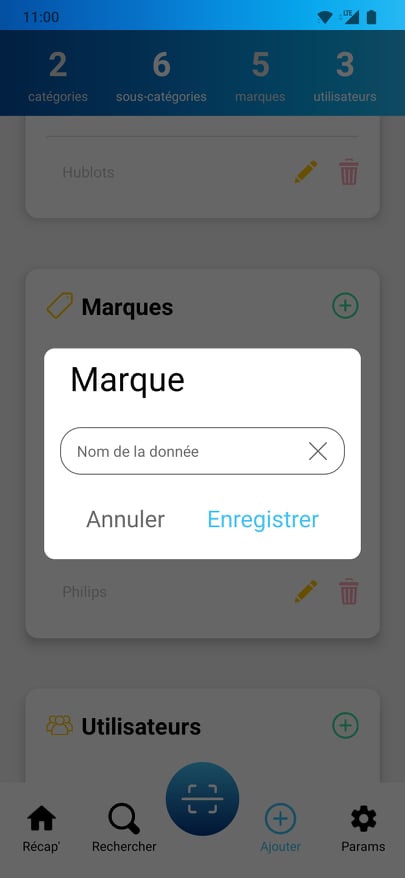 11:00
LTE
2 6 5 3
catégories sous-catégories marques utilisateurs
Hublots
Marques
Marque
Nom de la donnée
Annuler Enregistrer
Philips
Utilisateurs
Récap' Rechercher Ajouter Params